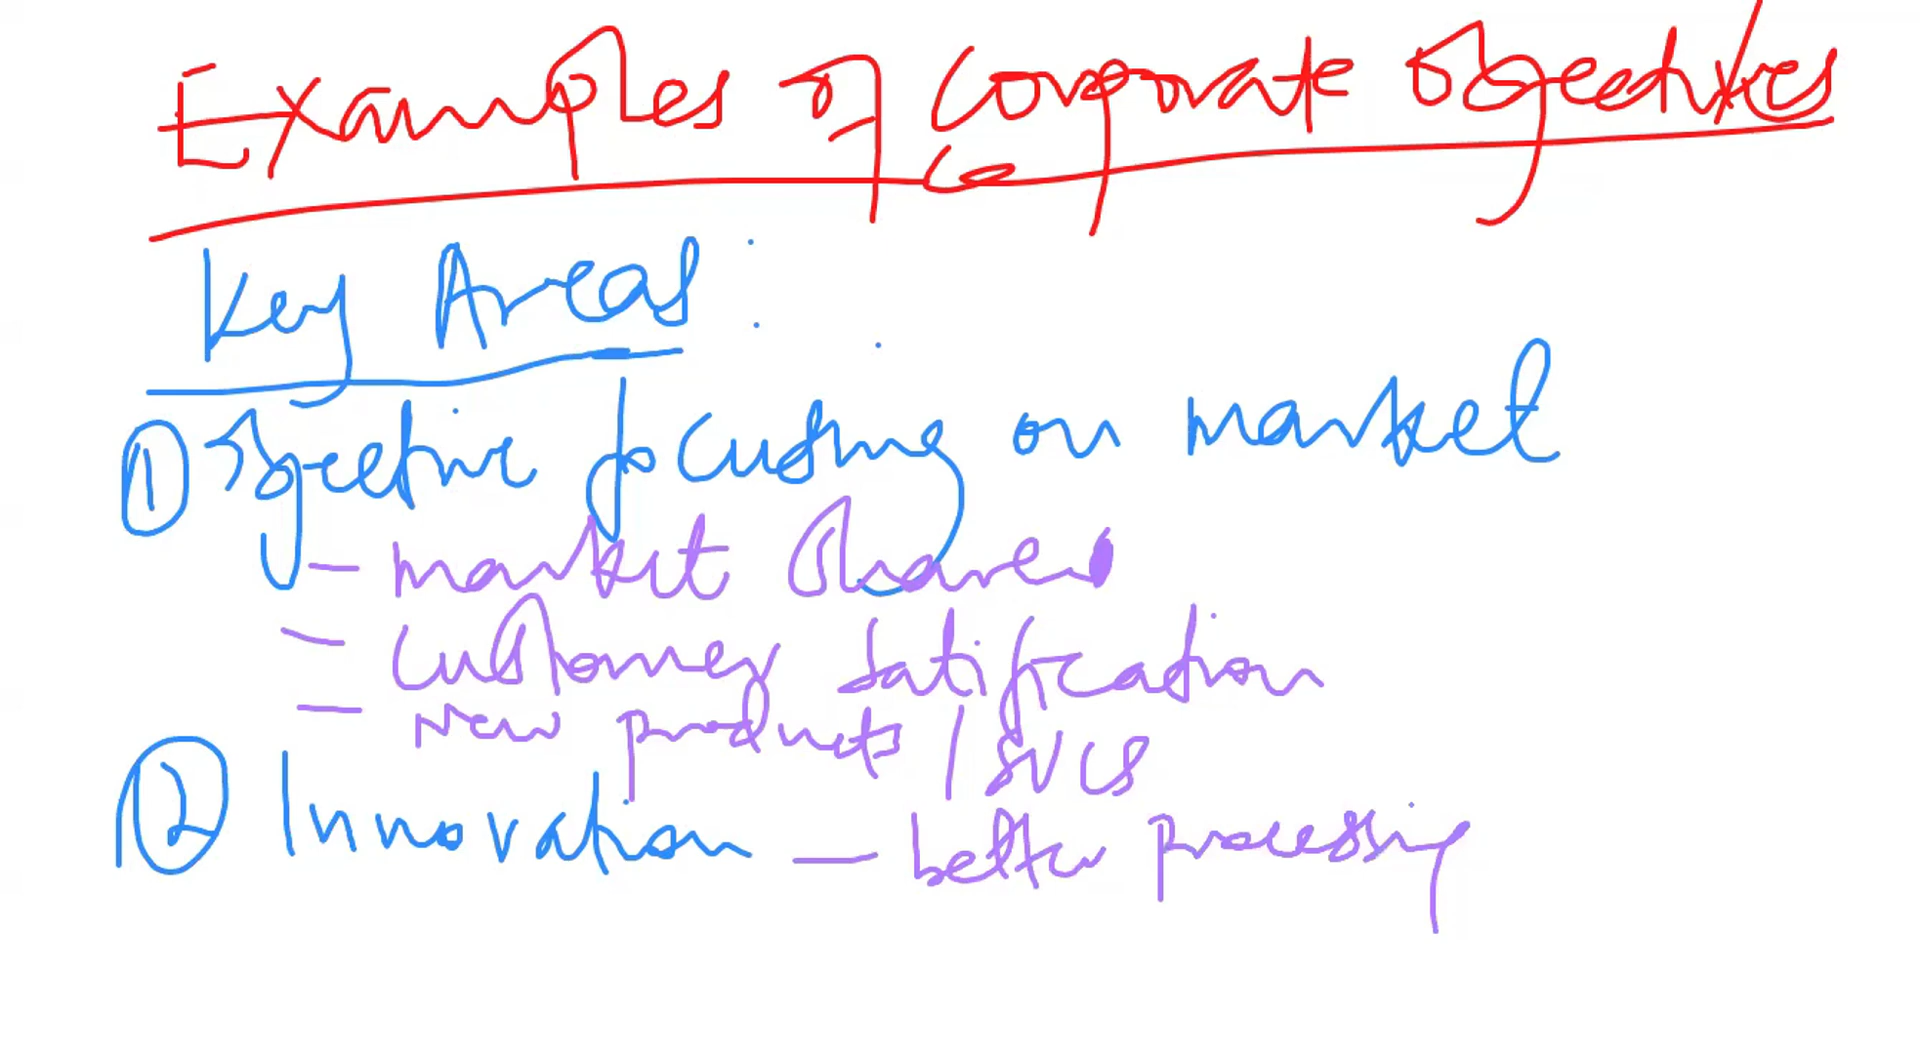 Examples of corporate objectives
Key Areas :
① Objective focusing on market
- market share
- customer satification
- New products / svcs
② Innovation - better processing